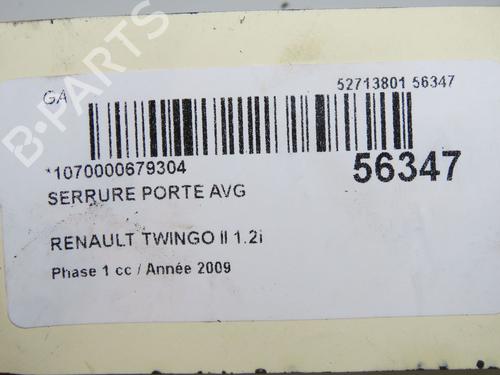 B-PARTS
GA
52713801 56347
*1070000679304
56347
SERRURE PORTE AVG
RENAULT TWINGO II 1.2i
Phase 1 cc / Année 2009